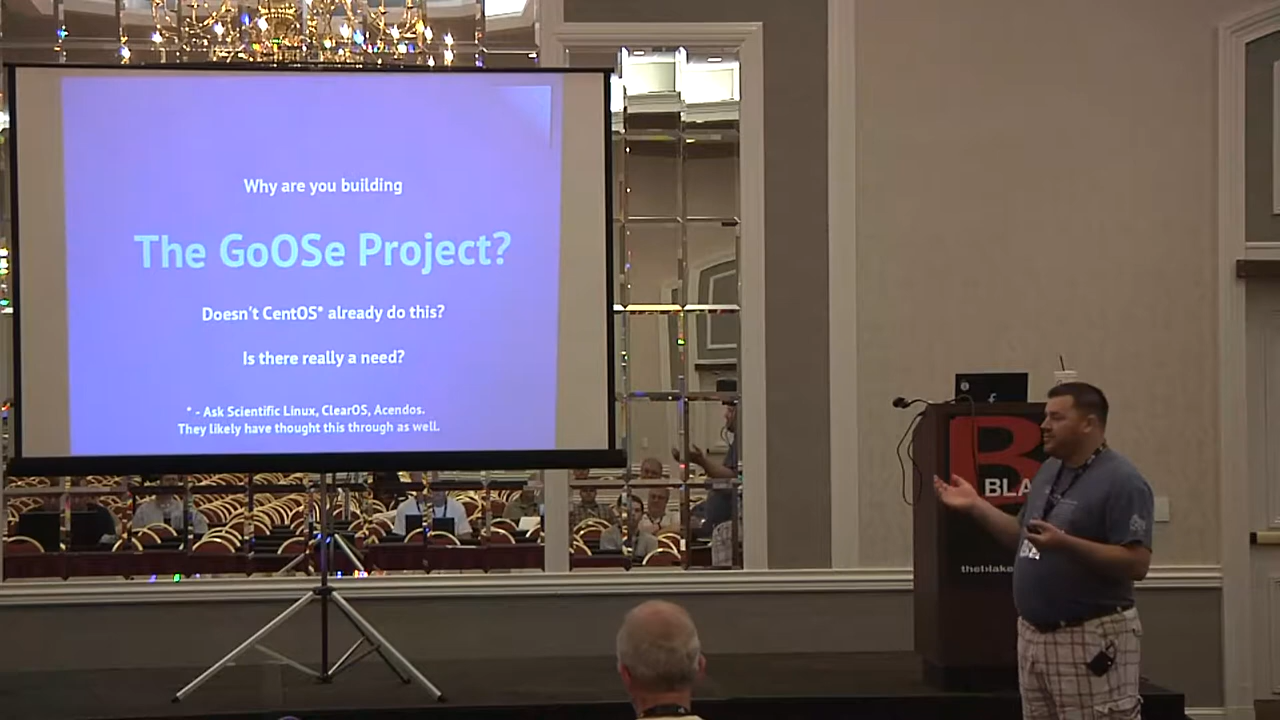 Why are you building
The GoOSe Project?
Doesn't CentOS* already do this?
Is there really a need?
* - Ask Scientific Linux, ClearOS, Acendos.
They likely have thought this through as well.
B
BLA
theblake